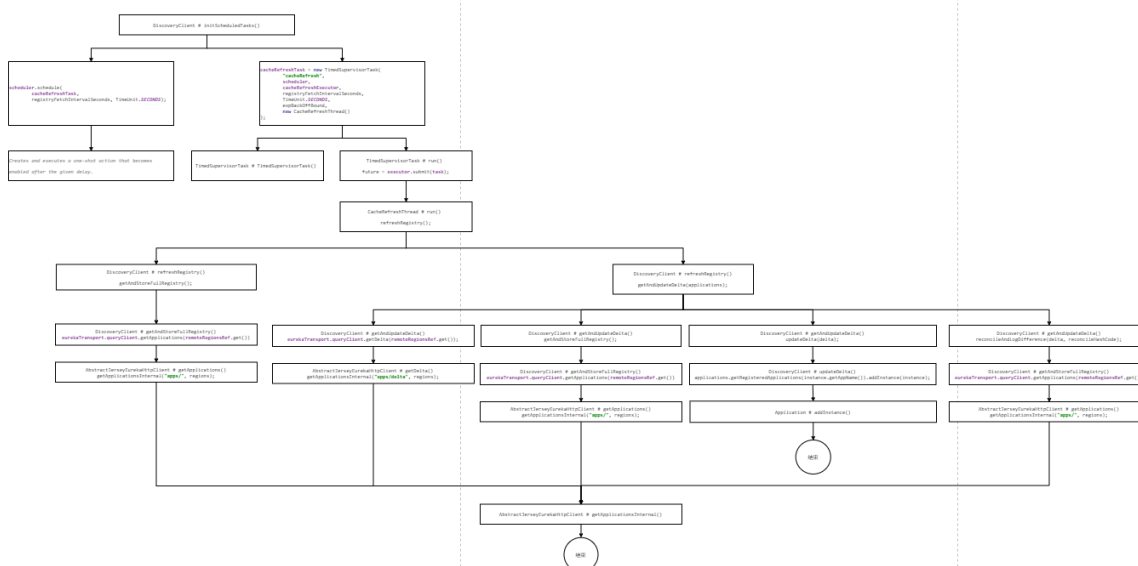 DiscoveryClient # initScheduledTasks()
scheduler.schedule(
cacheRefreshTask,
registryFetchIntervalSeconds, TimeUnit.SECONDS);
cacheRefreshTask = new TimedSupervisorTask(
"cacheRefresh",
scheduler,
cacheRefreshExecutor,
registryFetchIntervalSeconds,
TimeUnit.SECONDS,
expBackOffBound,
new CacheRefreshThread()
);
Creates and executes a one-shot action that becomes
enabled after the given delay.
TimedSupervisorTask # TimedSupervisorTask()
TimedSupervisorTask # run()
future = executor.submit(task);
CacheRefreshThread # run()
refreshRegistry();
DiscoveryClient # refreshRegistry()
getAndStoreFullRegistry();
DiscoveryClient # refreshRegistry()
getAndUpdateDelta(applications);
DiscoveryClient # getAndStoreFullRegistry()
eurekaTransport.queryClient.getApplications(remoteRegionsRef.get())
DiscoveryClient # getAndUpdateDelta()
eurekaTransport.queryClient.getDelta(remoteRegionsRef.get());
DiscoveryClient # getAndUpdateDelta()
getAndStoreFullRegistry();
DiscoveryClient # getAndUpdateDelta()
updateDelta(delta);
DiscoveryClient # getAndUpdateDelta()
reconcileAndLogDifference(delta, reconcileHashCode);
AbstractJerseyEurekaHttpClient # getApplications()
getApplicationsInternal("apps/", regions);
AbstractJerseyEurekaHttpClient # getDelta()
getApplicationsInternal("apps/delta", regions);
DiscoveryClient # getAndStoreFullRegistry()
eurekaTransport.queryClient.getApplications(remoteRegionsRef.get())
DiscoveryClient # updateDelta()
applications.getRegisteredApplications(instance.getAppName()).addInstance(instance);
DiscoveryClient # getAndStoreFullRegistry()
eurekaTransport.queryClient.getApplications(remoteRegionsRef.get())
AbstractJerseyEurekaHttpClient # getApplications()
getApplicationsInternal("apps/", regions);
Application # addInstance()
AbstractJerseyEurekaHttpClient # getApplications()
getApplicationsInternal("apps/", regions);
结束
AbstractJerseyEurekaHttpClient # getApplicationsInternal()
结束